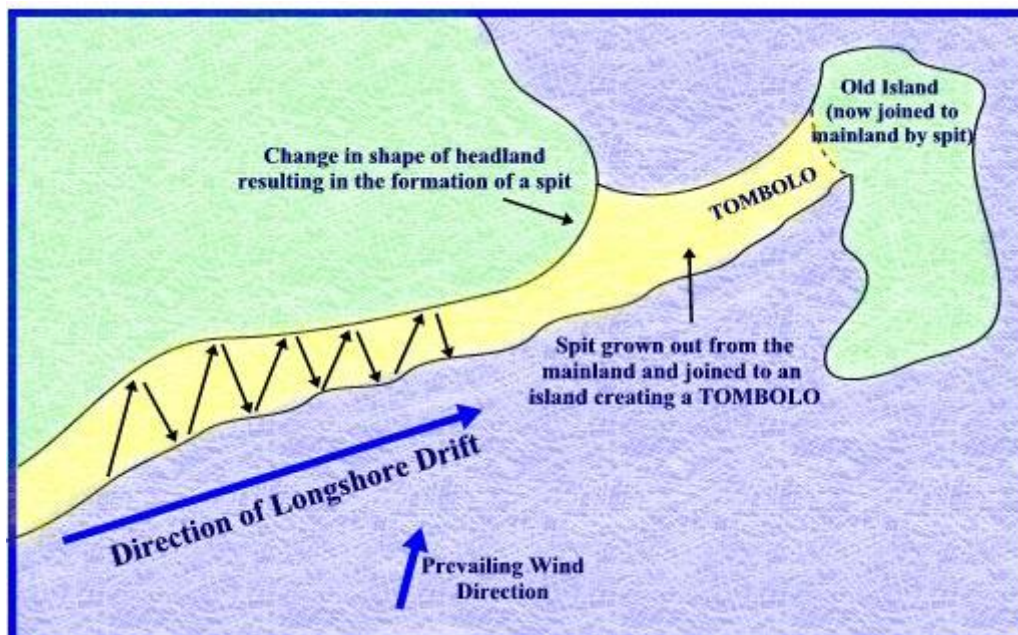 Old Island
(now joined to
mainland by spit)
Change in shape of headland
resulting in the formation of a spit
TOMBOLO
Spit grown out from the
mainland and joined to an
island creating a TOMBOLO
Direction of Longshore Drift
Prevailing Wind
Direction